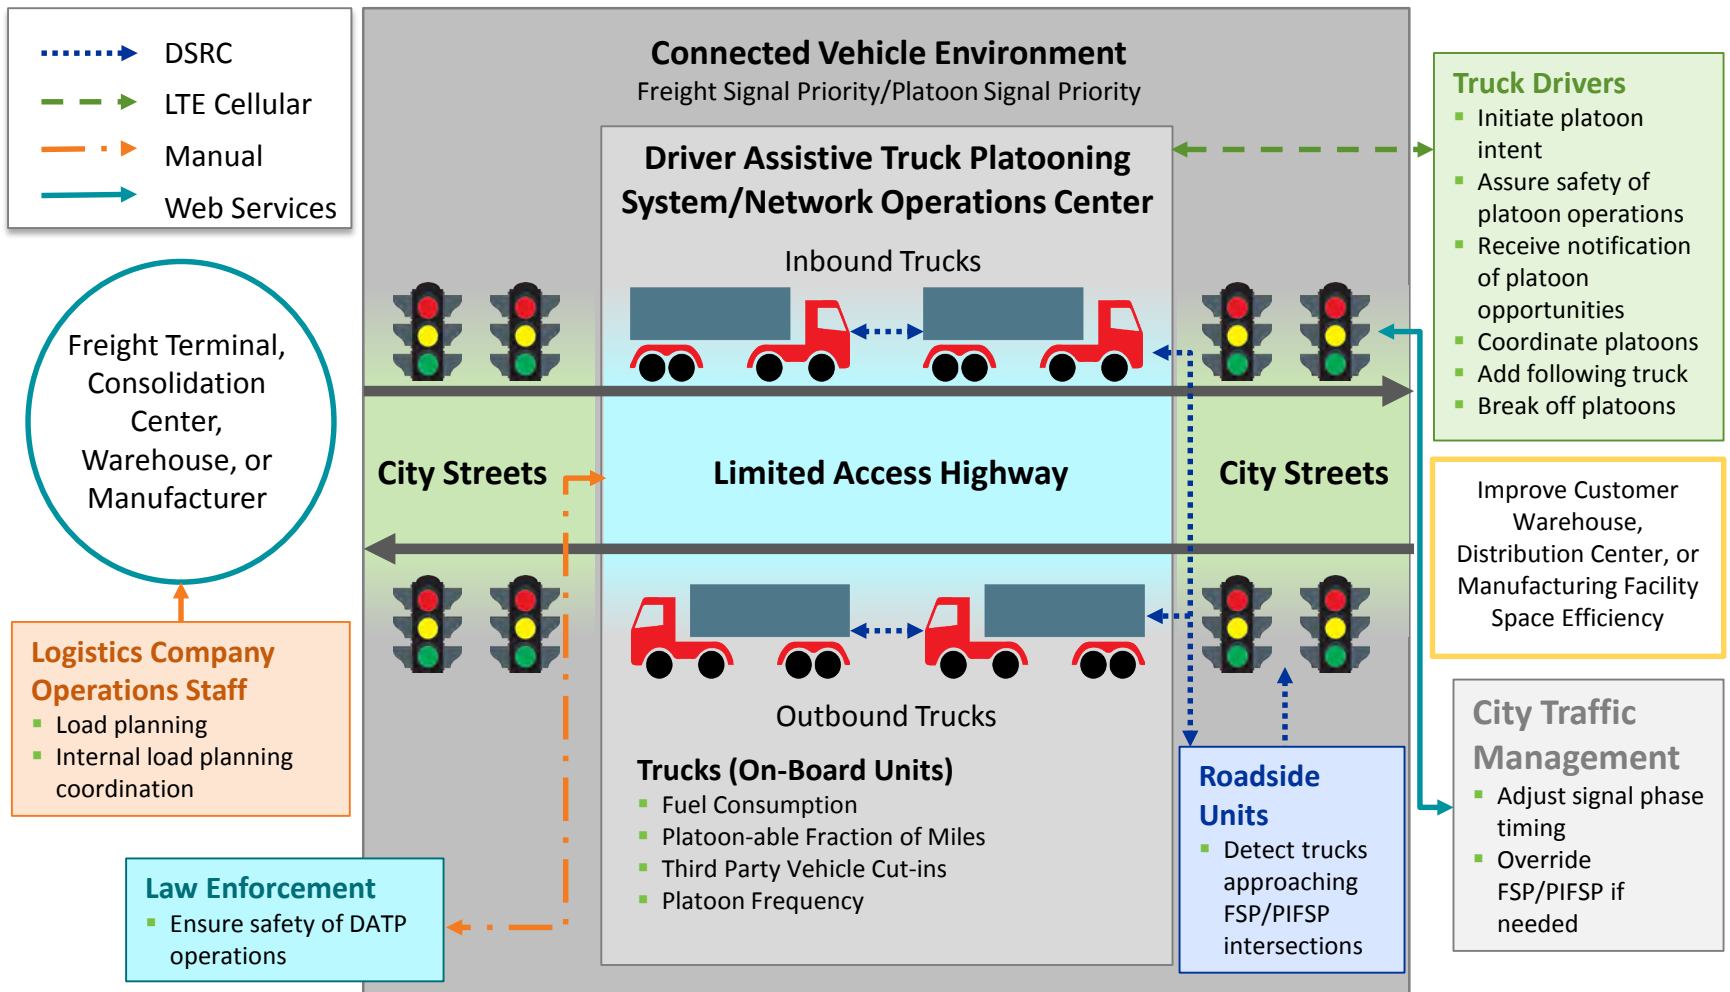 DSRC
LTE Cellular
Manual
Web Services
Connected Vehicle Environment
Freight Signal Priority/Platoon Signal Priority
Driver Assistive Truck Platooning
System/Network Operations Center
Inbound Trucks
Truck Drivers
Initiate platoon
intent
Assure safety of
platoon operations
Receive notification
of platoon
opportunities
Coordinate platoons
Add following truck
Break off platoons
Freight Terminal,
Consolidation
Center,
Warehouse, or
Manufacturer
City Streets
Limited Access Highway
City Streets
Improve Customer
Warehouse,
Distribution Center, or
Manufacturing Facility
Space Efficiency
Logistics Company
Operations Staff
Load planning
Internal load planning
coordination
Outbound Trucks
Trucks (On-Board Units)
Fuel Consumption
Platoon-able Fraction of Miles
Third Party Vehicle Cut-ins
Platoon Frequency
Roadside
Units
Detect trucks
approaching
FSP/PIFSP
intersections
City Traffic
Management
Adjust signal phase
timing
Override
FSP/PIFSP if
needed
Law Enforcement
Ensure safety of DATP
operations